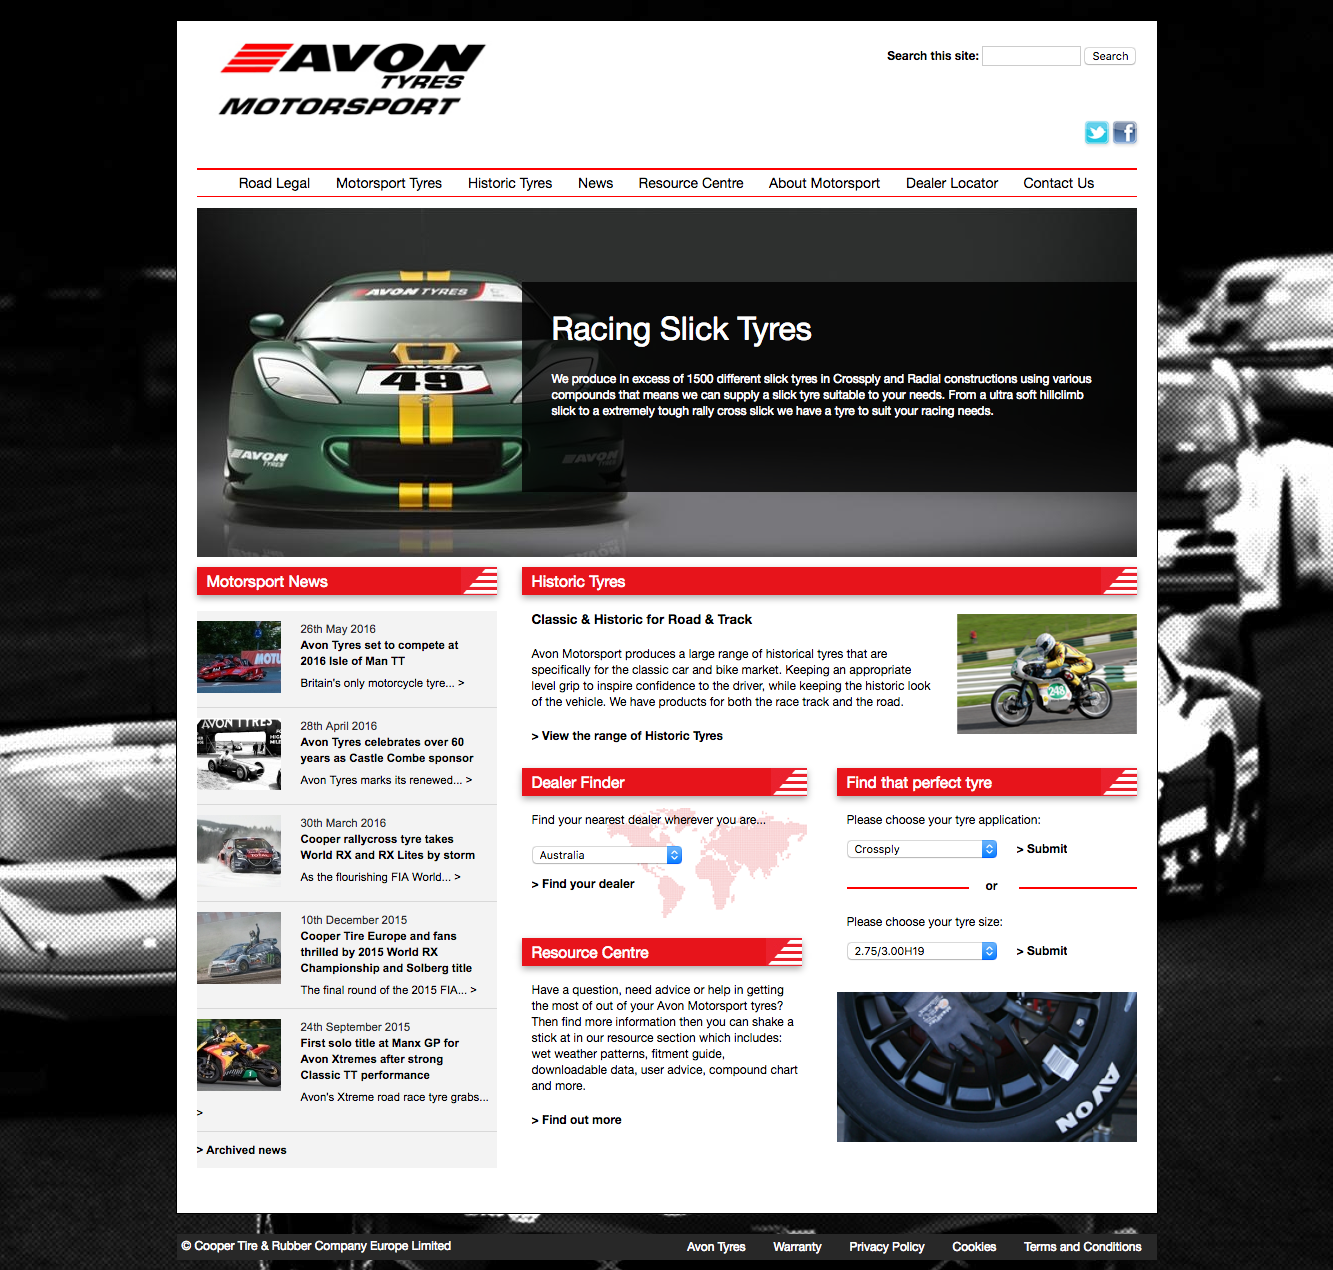 AVON
TYRES
MOTORSPORT
Search this site:
Search
Road Legal
Motorsport Tyres
Historic Tyres
News
Resource Centre
About Motorsport
Dealer Locator
Contact Us
AVON TYRES
49
AVON
TYRES
AVON
TYRES
Racing Slick Tyres
We produce in excess of 1500 different slick tyres in Crossply and Radial constructions using various
compounds that means we can supply a slick tyre suitable to your needs. From a ultra soft hillclimb
slick to a extremely tough rally cross slick we have a tyre to suit your racing needs.
Motorsport News
26th May 2016
Avon Tyres set to compete at
2016 Isle of Man TT
Britain's only motorcycle tyre... >
AVON TYRES
28th April 2016
Avon Tyres celebrates over 60
years as Castle Combe sponsor
Avon Tyres marks its renewed... >
30th March 2016
Cooper rallycross tyre takes
World RX and RX Lites by storm
As the flourishing FIA World... >
10th December 2015
Cooper Tire Europe and fans
thrilled by 2015 World RX
Championship and Solberg title
The final round of the 2015 FIA... >
24th September 2015
First solo title at Manx GP for
Avon Xtremes after strong
Classic TT performance
Avon's Xtreme road race tyre grabs...
>
> Archived news
Historic Tyres
Classic & Historic for Road & Track
Avon Motorsport produces a large range of historical tyres that are
specifically for the classic car and bike market. Keeping an appropriate
level grip to inspire confidence to the driver, while keeping the historic look
of the vehicle. We have products for both the race track and the road.
> View the range of Historic Tyres
248
Dealer Finder
Find your nearest dealer wherever you are...
Australia
> Find your dealer
Resource Centre
Have a question, need advice or help in getting
the most of out of your Avon Motorsport tyres?
Then find more information then you can shake a
stick at in our resource section which includes:
wet weather patterns, fitment guide,
downloadable data, user advice, compound chart
and more.
> Find out more
Find that perfect tyre
Please choose your tyre application:
Crossply
> Submit
or
Please choose your tyre size:
2.75/3.00H19
> Submit
AVON
© Cooper Tire & Rubber Company Europe Limited
Avon Tyres
Warranty
Privacy Policy
Cookies
Terms and Conditions